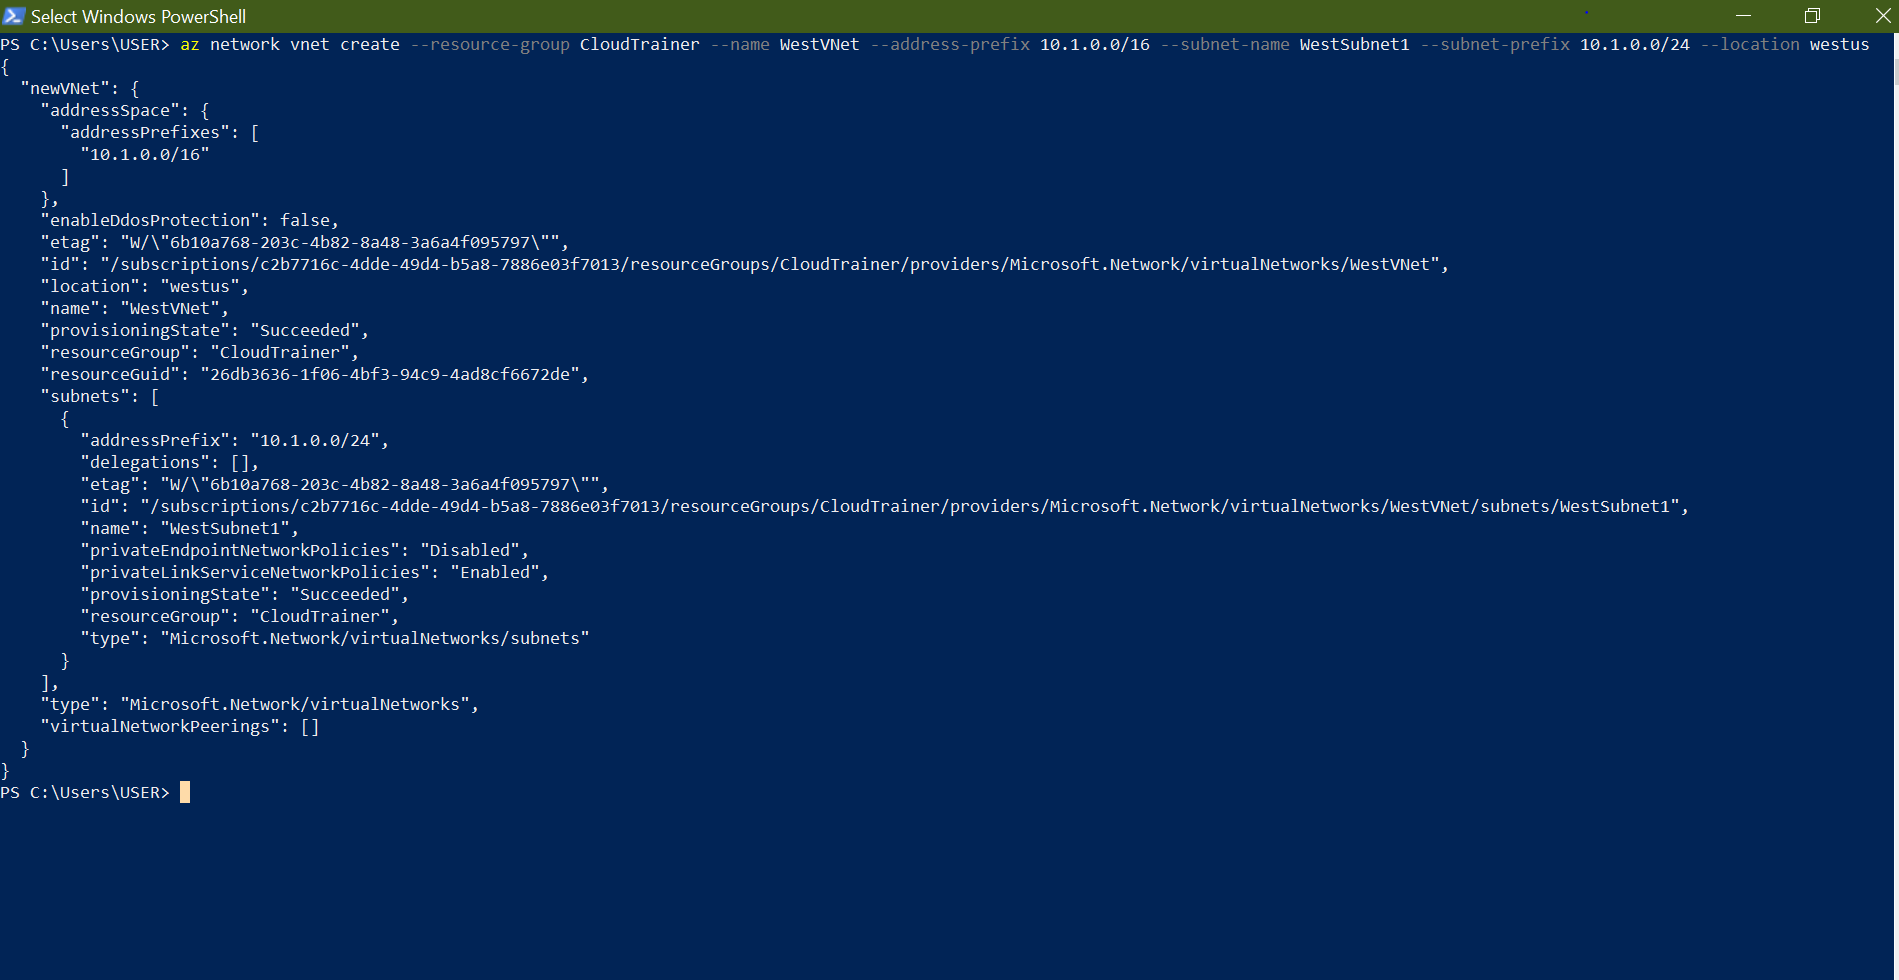 Select Windows PowerShell
PS C:\Users\USER> az network vnet create --resource-group CloudTrainer --name WestVNet --address-prefix 10.1.0.0/16 --subnet-name WestSubnet1 --subnet-prefix 10.1.0.0/24 --location westus
{
  "newVNet": {
    "addressSpace": {
      "addressPrefixes": [
        "10.1.0.0/16"
      ]
    },
    "enableDdosProtection": false,
    "etag": "W/\"6b10a768-203c-4b82-8a48-3a6a4f095797\"",
    "id": "/subscriptions/c2b7716c-4dde-49d4-b5a8-7886e03f7013/resourceGroups/CloudTrainer/providers/Microsoft.Network/virtualNetworks/WestVNet",
    "location": "westus",
    "name": "WestVNet",
    "provisioningState": "Succeeded",
    "resourceGroup": "CloudTrainer",
    "resourceGuid": "26db3636-1f06-4bf3-94c9-4ad8cf6672de",
    "subnets": [
      {
        "addressPrefix": "10.1.0.0/24",
        "delegations": [],
        "etag": "W/\"6b10a768-203c-4b82-8a48-3a6a4f095797\"",
        "id": "/subscriptions/c2b7716c-4dde-49d4-b5a8-7886e03f7013/resourceGroups/CloudTrainer/providers/Microsoft.Network/virtualNetworks/WestVNet/subnets/WestSubnet1",
        "name": "WestSubnet1",
        "privateEndpointNetworkPolicies": "Disabled",
        "privateLinkServiceNetworkPolicies": "Enabled",
        "provisioningState": "Succeeded",
        "resourceGroup": "CloudTrainer",
        "type": "Microsoft.Network/virtualNetworks/subnets"
      }
    ],
    "type": "Microsoft.Network/virtualNetworks",
    "virtualNetworkPeerings": []
  }
}
PS C:\Users\USER>